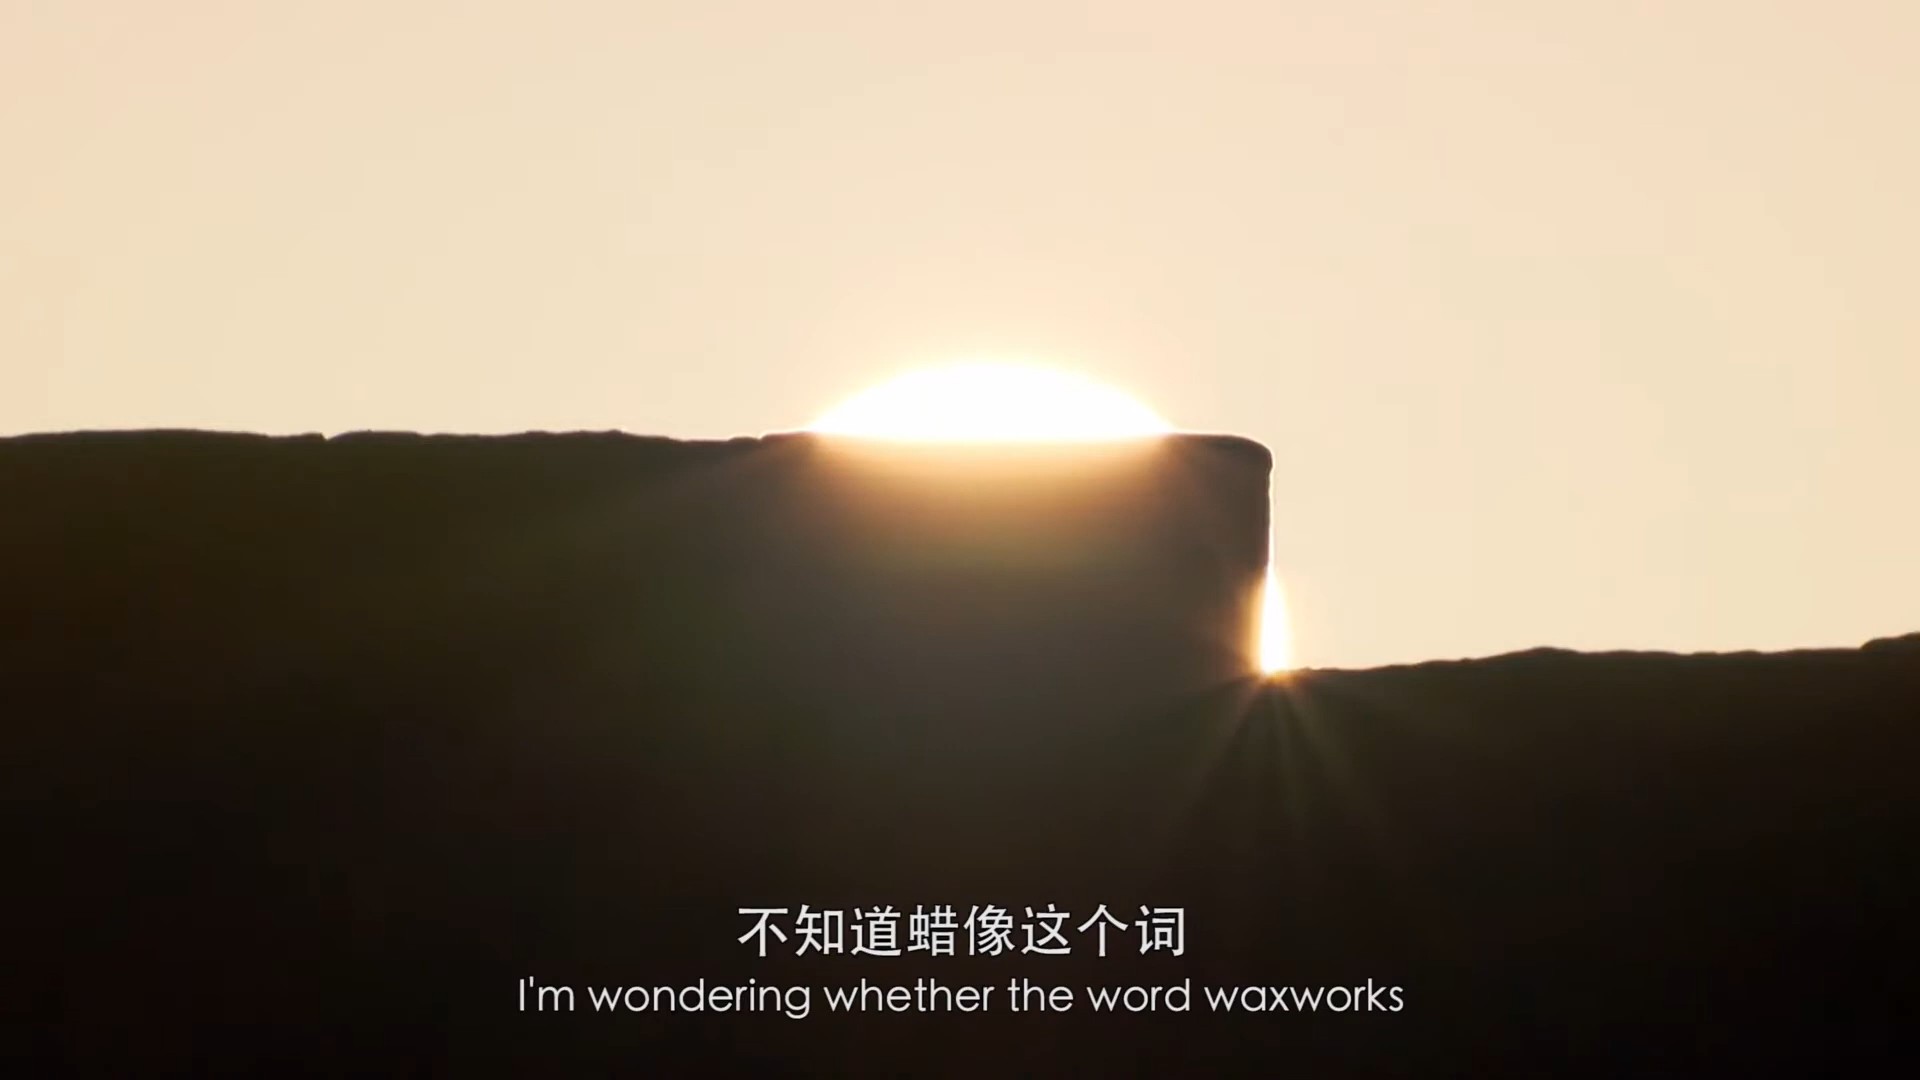 不知道蜡像这个词
I'm wondering whether the word waxworks